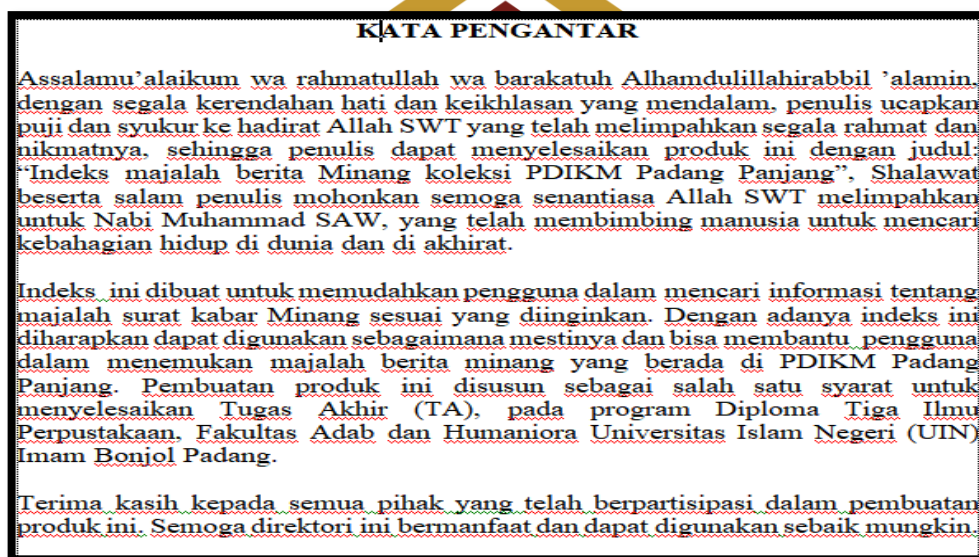 KATA PENGANTAR
Assalamu’alaikum wa rahmatullah wa barakatuh Alhamdulillahirabbil ’alamin,
dengan segala kerendahan hati dan keikhlasan yang mendalam, penulis ucapkan
puji dan syukur ke hadirat Allah SWT yang telah melimpahkan segala rahmat dan
nikmatnya, sehingga penulis dapat menyelesaikan produk ini dengan judul:
“Indeks majalah berita Minang koleksi PDIKM Padang Panjang”, Shalawat
beserta salam penulis mohonkan semoga senantiasa Allah SWT melimpahkan
untuk Nabi Muhammad SAW, yang telah membimbing manusia untuk mencari
kebahagian hidup di dunia dan di akhirat.
Indeks ini dibuat untuk memudahkan pengguna dalam mencari informasi tentang
majalah surat kabar Minang sesuai yang diinginkan. Dengan adanya indeks ini
diharapkan dapat digunakan sebagaimana mestinya dan bisa membantu pengguna
dalam menemukan majalah berita minang yang berada di PDIKM Padang
Panjang. Pembuatan produk ini disusun sebagai salah satu syarat untuk
menyelesaikan Tugas Akhir (TA), pada program Diploma Tiga Ilmu
Perpustakaan, Fakultas Adab dan Humaniora Universitas Islam Negeri (UIN)
Imam Bonjol Padang.
Terima kasih kepada semua pihak yang telah berpartisipasi dalam pembuatan
produk ini. Semoga direktori ini bermanfaat dan dapat digunakan sebaik mungkin.